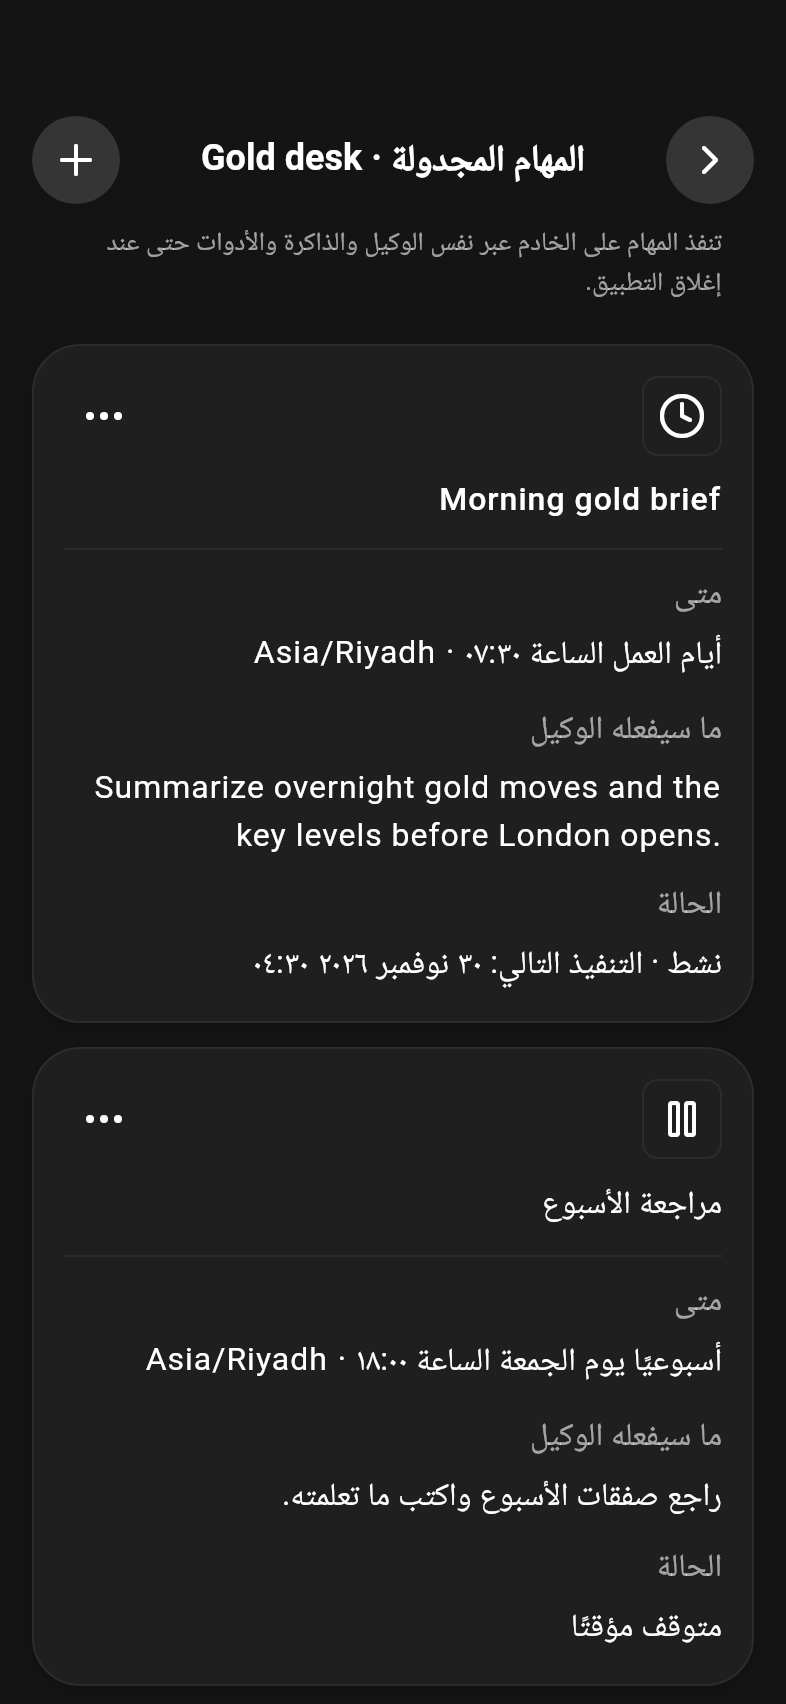 المهام المجدولة · Gold desk
تنفذ المهام على الخادم عبر نفس الوكيل والذاكرة والأدوات حتى عند
إغلاق التطبيق.
Morning gold brief
متى
أيام العمل الساعة ٠٧:٣٠ · Asia/Riyadh
ما سيفعله الوكيل
Summarize overnight gold moves and the
key levels before London opens.
الحالة
نشط · التنفيذ التالي: ٣٠ نوفمبر ٢٠٢٦ ٠٤:٣٠
مراجعة الأسبوع
متى
أسبوعيًا يوم الجمعة الساعة ١٨:٠٠ · Asia/Riyadh
ما سيفعله الوكيل
راجع صفقات الأسبوع واكتب ما تعلمته.
الحالة
متوقف مؤقتًا